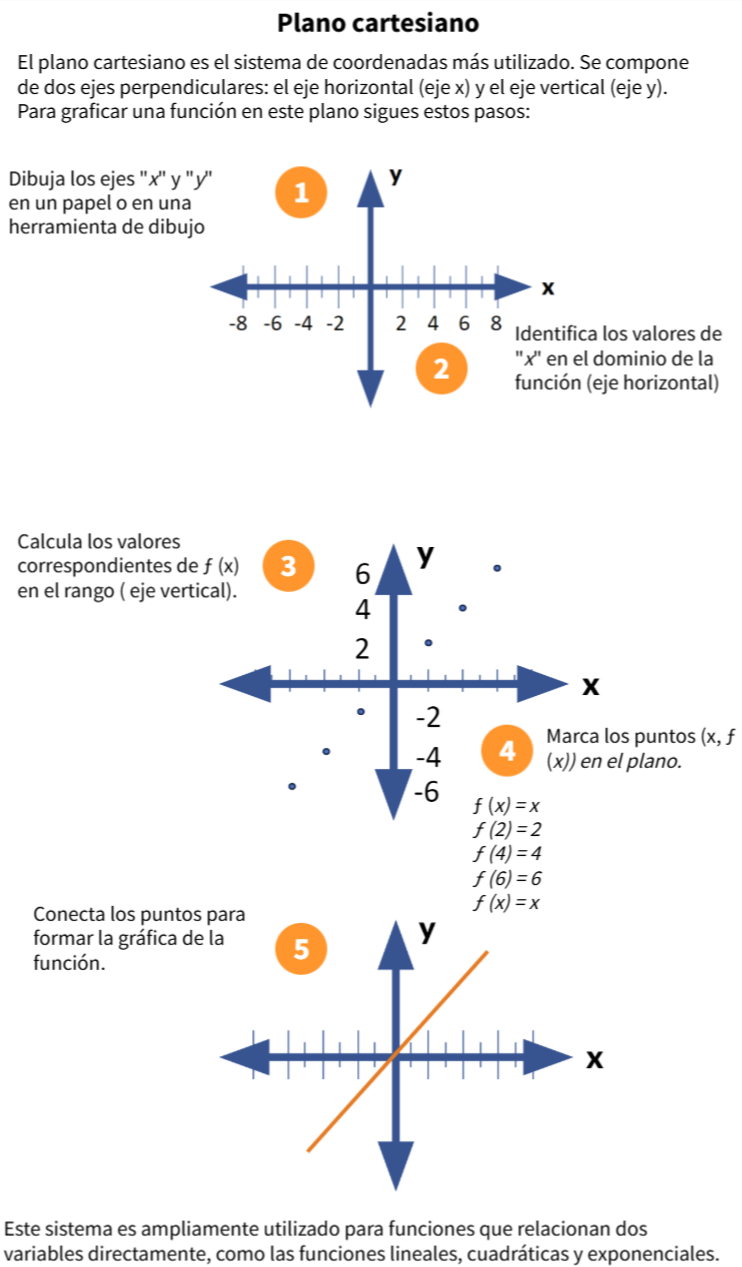 Plano cartesiano
El plano cartesiano es el sistema de coordenadas más utilizado. Se compone
de dos ejes perpendiculares: el eje horizontal (eje x) y el eje vertical (eje y).
Para graficar una función en este plano sigues estos pasos:
Dibuja los ejes "x" y "y"
en un papel o en una
herramienta de dibujo
1
y
x
-8 -6 -4 -2 2 4 6 8
2
Identifica los valores de
"x" en el dominio de la
función (eje horizontal)
Calcula los valores
correspondientes de ƒ (x)
en el rango ( eje vertical).
3
y
6
4
2
x
-2
-4
-6
4
Marca los puntos (x, ƒ
(x)) en el plano.
ƒ (x) = x
ƒ (2) = 2
ƒ (4) = 4
ƒ (6) = 6
ƒ (x) = x
Conecta los puntos para
formar la gráfica de la
función.
5
y
x
Este sistema es ampliamente utilizado para funciones que relacionan dos
variables directamente, como las funciones lineales, cuadráticas y exponenciales.